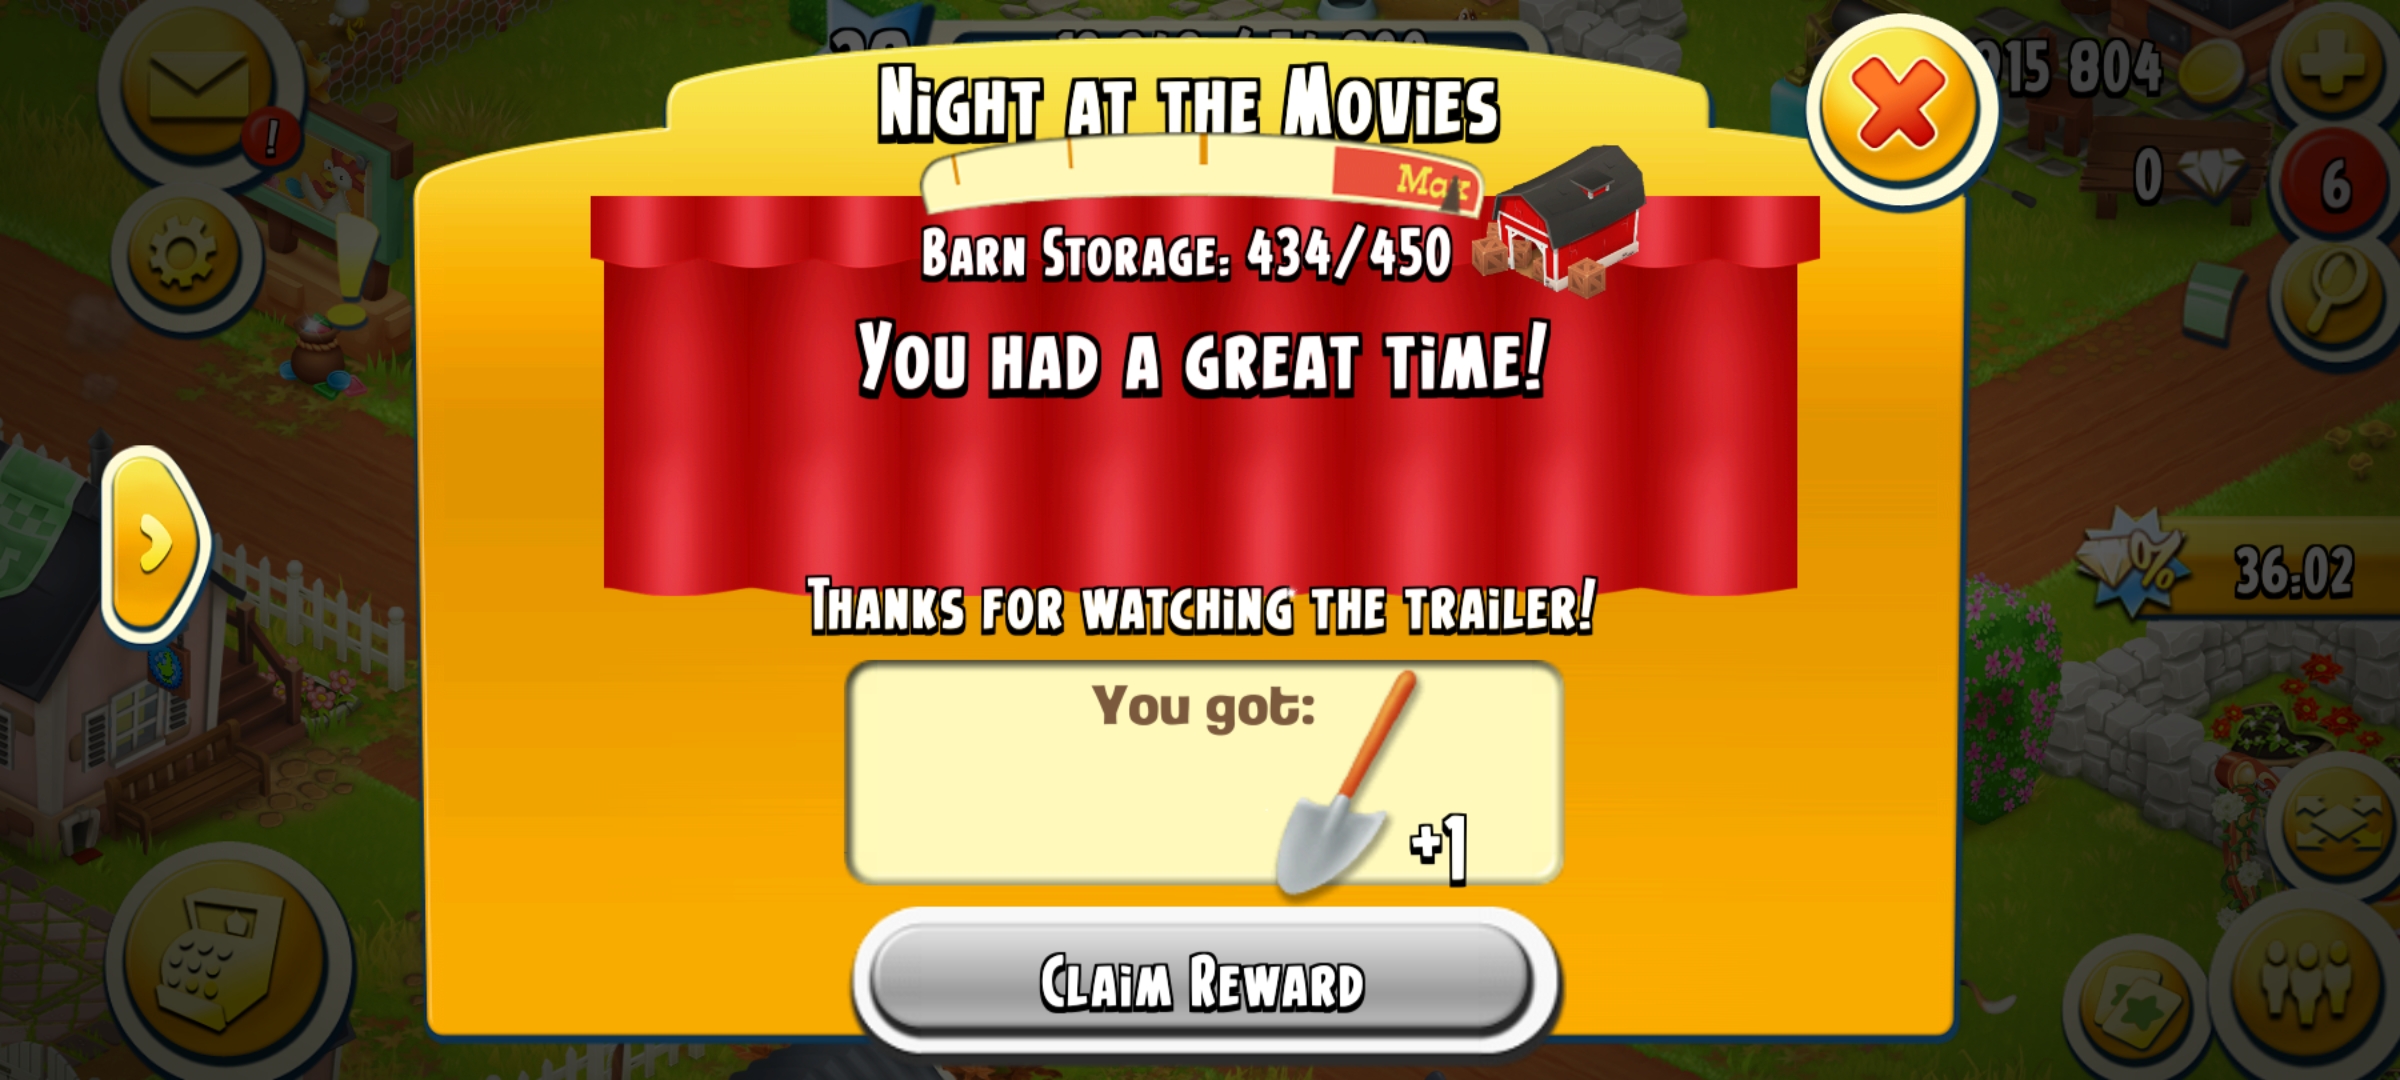 Night at the Movies
Max
Barn Storage: 434/450
You had a great time!
Thanks for watching the trailer!
You got:
+1
Claim Reward
915 804
0
6
%
36:02
!